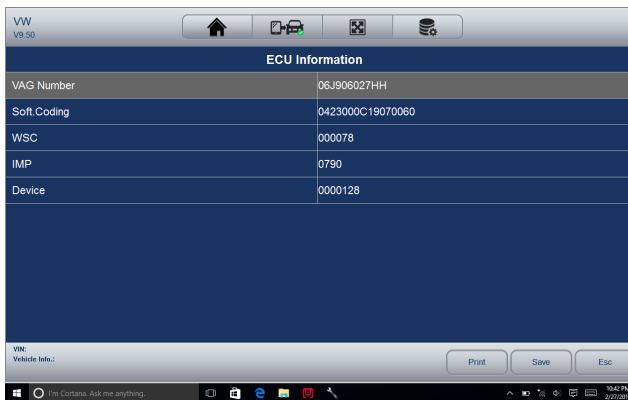 VW
V9.50
ECU Information
VAG Number 06J906027HH
Soft.Coding 0423000C19070060
WSC 000078
IMP 0790
Device 0000128
VIN:
Vehicle Info.:
Print Save Esc
I'm Cortana. Ask me anything.
10:42 PM